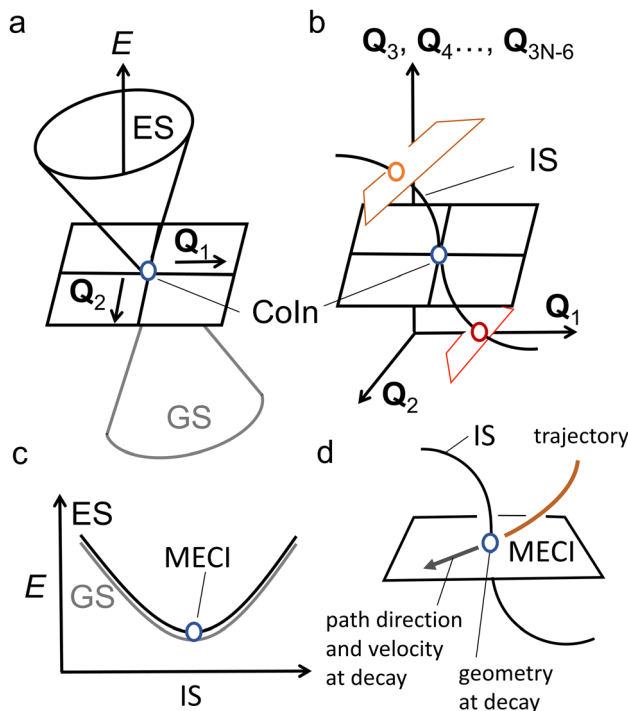 a
E
ES
Q1
Q2
CoIn
GS
b
Q3, Q4..., Q3N-6
IS
Q1
Q2
c
ES
GS
E
MECI
IS
d
IS
trajectory
MECI
path direction
and velocity
at decay
geometry
at decay